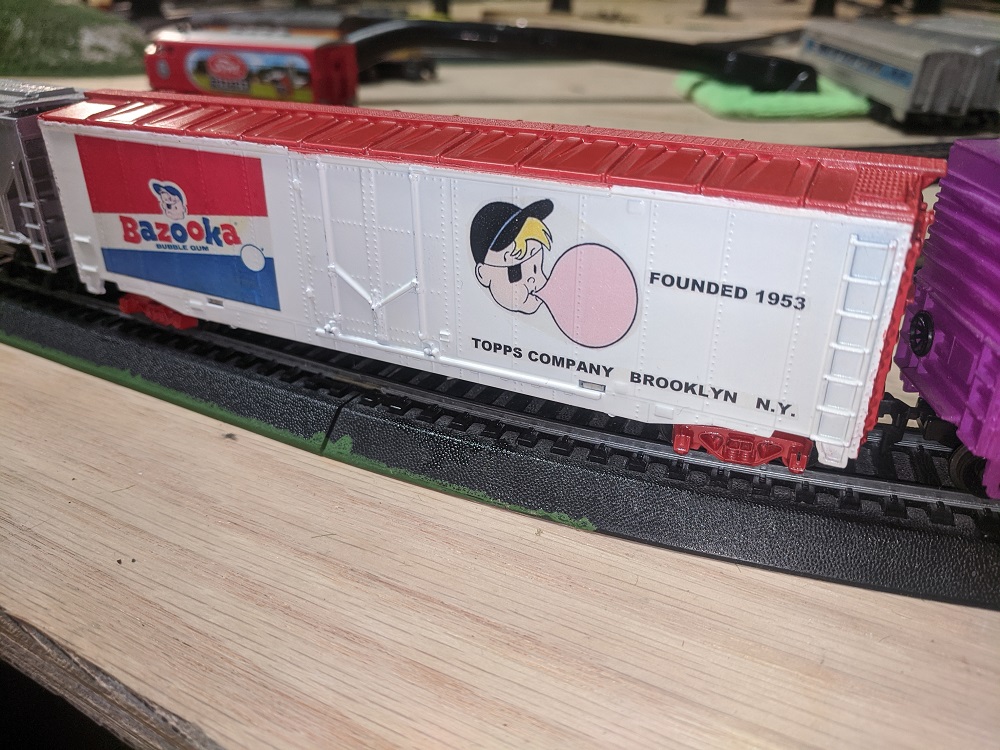 Bazooka
BUBBLE GUM
FOUNDED 1953
TOPPS COMPANY BROOKLYN N.Y.